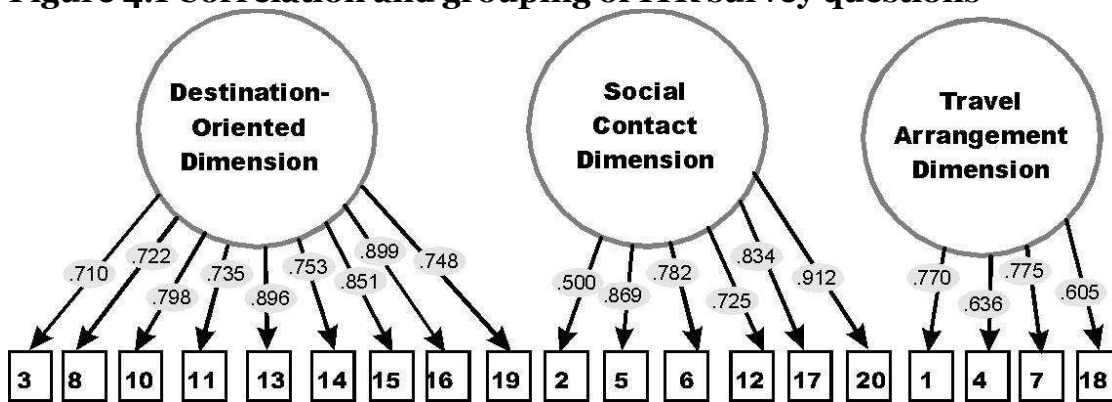 Figure 4.1 Correlation and grouping of survey questions
Destination-
Oriented
Dimension
Social
Contact
Dimension
Travel
Arrangement
Dimension
.710
.722
.798
.735
.896
.753
.851
.899
.748
.500
.869
.782
.725
.834
.912
.770
.636
.775
.605
3 8 10 11 13 14 15 16 19 2 5 6 12 17 20 1 4 7 18